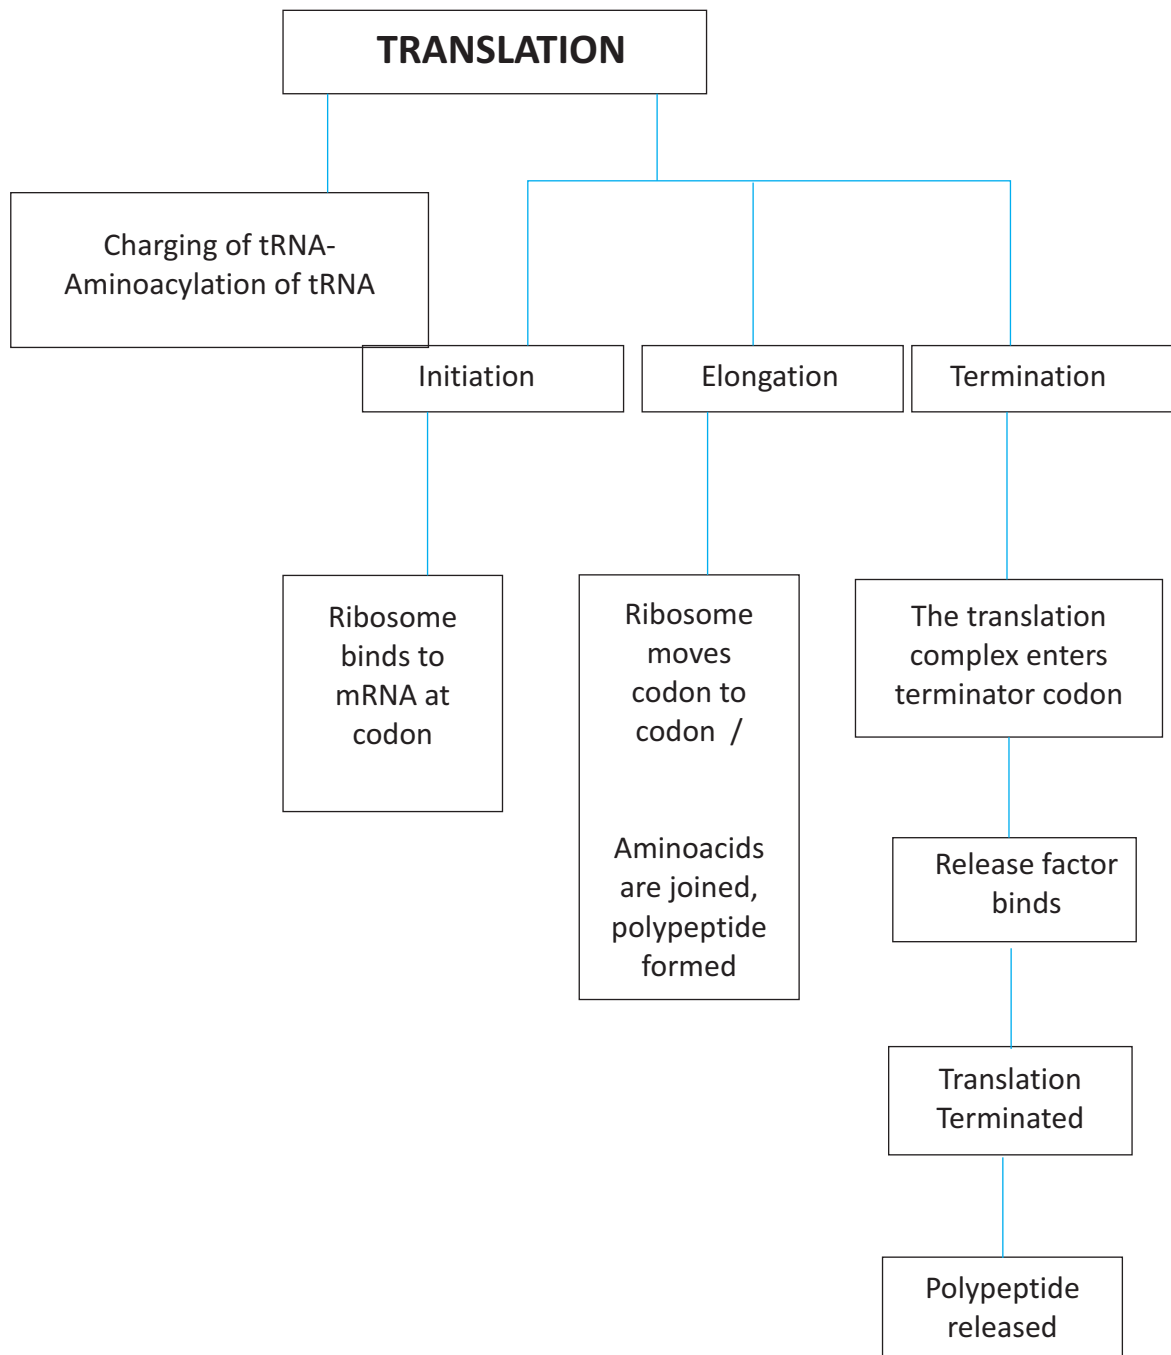 TRANSLATION
Charging of tRNA-
Aminoacylation of tRNA
Initiation
Elongation
Termination
Ribosome
binds to
mRNA at
codon
Ribosome
moves
codon to
codon /
Aminoacids
are joined,
polypeptide
formed
The translation
complex enters
terminator codon
Release factor
binds
Translation
Terminated
Polypeptide
released